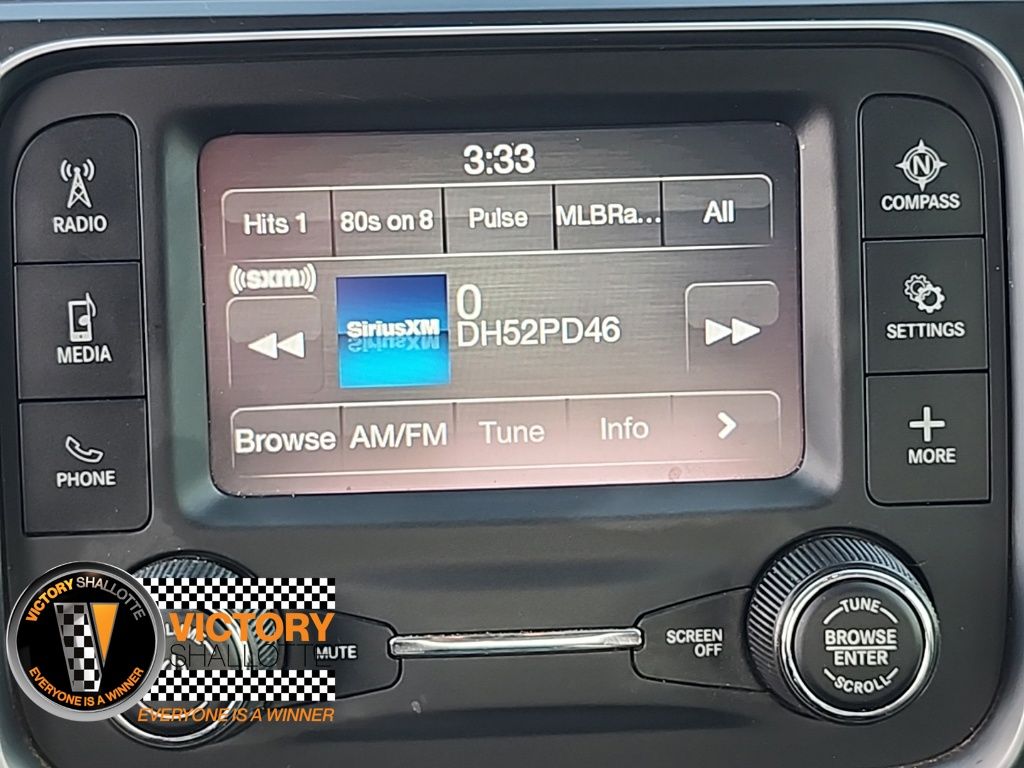 3:33
Hits 1 80s on 8 Pulse MLBRa... All
((sxm))
SiriusXM
0
DH52PD46
Browse AM/FM Tune Info >
RADIO
MEDIA
PHONE
N
COMPASS
SETTINGS
MORE
MUTE
SCREEN
OFF
TUNE
BROWSE
ENTER
SCROLL
VICTORY SHALLOTTE
EVERYONE IS A WINNER
VICTORY
SHALLOTTE
EVERYONE IS A WINNER